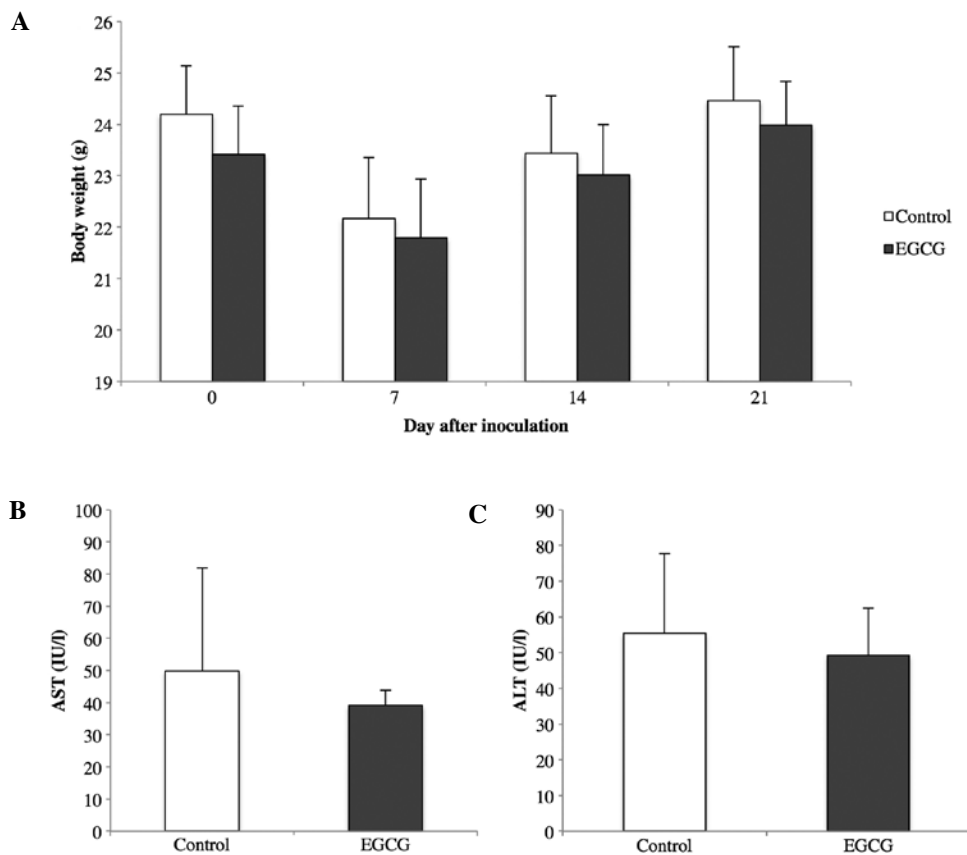 A
26
25
24
23
22
21
20
19
Body weight (g)
0 7 14 21
Day after inoculation
Control
EGCG
B
100
90
80
70
60
50
40
30
20
10
0
AST (IU/l)
Control EGCG
C
90
80
70
60
50
40
30
20
10
0
ALT (IU/l)
Control EGCG